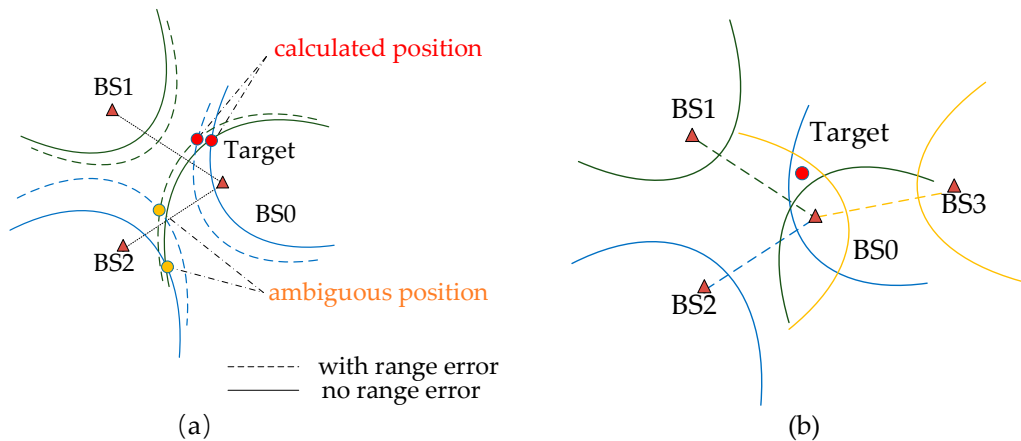 calculated position
BS1
Target
BS0
BS2
ambiguous position
with range error
no range error
(a)
BS1
Target
BS3
BS0
BS2
(b)